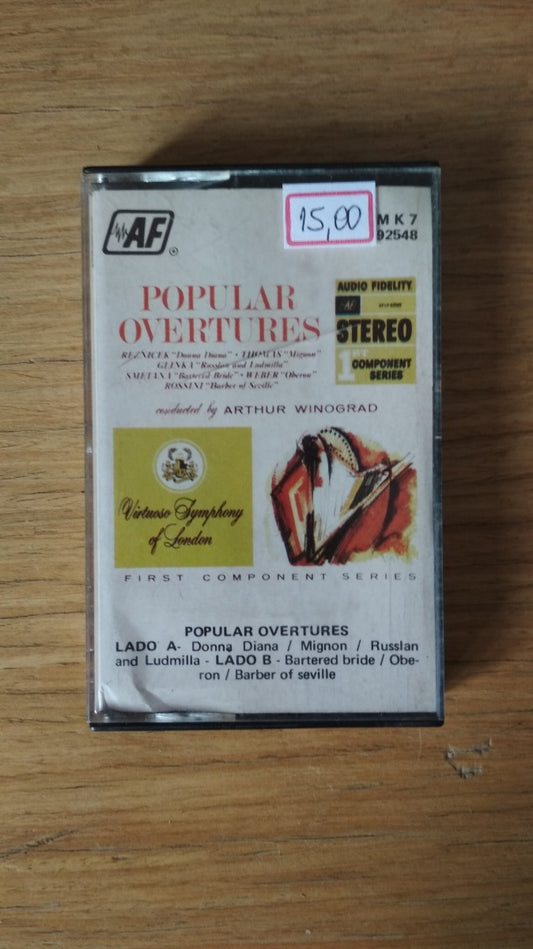 AF
15,00
M K 7
92548
AUDIO FIDELITY
STEREO
1ST COMPONENT
SERIES
POPULAR
OVERTURES
REZNICEK "Donna Diana" • THOMAS "Mignon"
GLINKA "Russlan and Ludmilla"
SMETANA "Bartered Bride" • WEBER "Oberon"
ROSSINI "Barber of Seville"
conducted by ARTHUR WINOGRAD
Virtuoso Symphony
of London
FIRST COMPONENT SERIES
POPULAR OVERTURES
LADO A- Donna Diana / Mignon / Russlan
and Ludmilla - LADO B - Bartered bride / Obe-
ron / Barber of seville